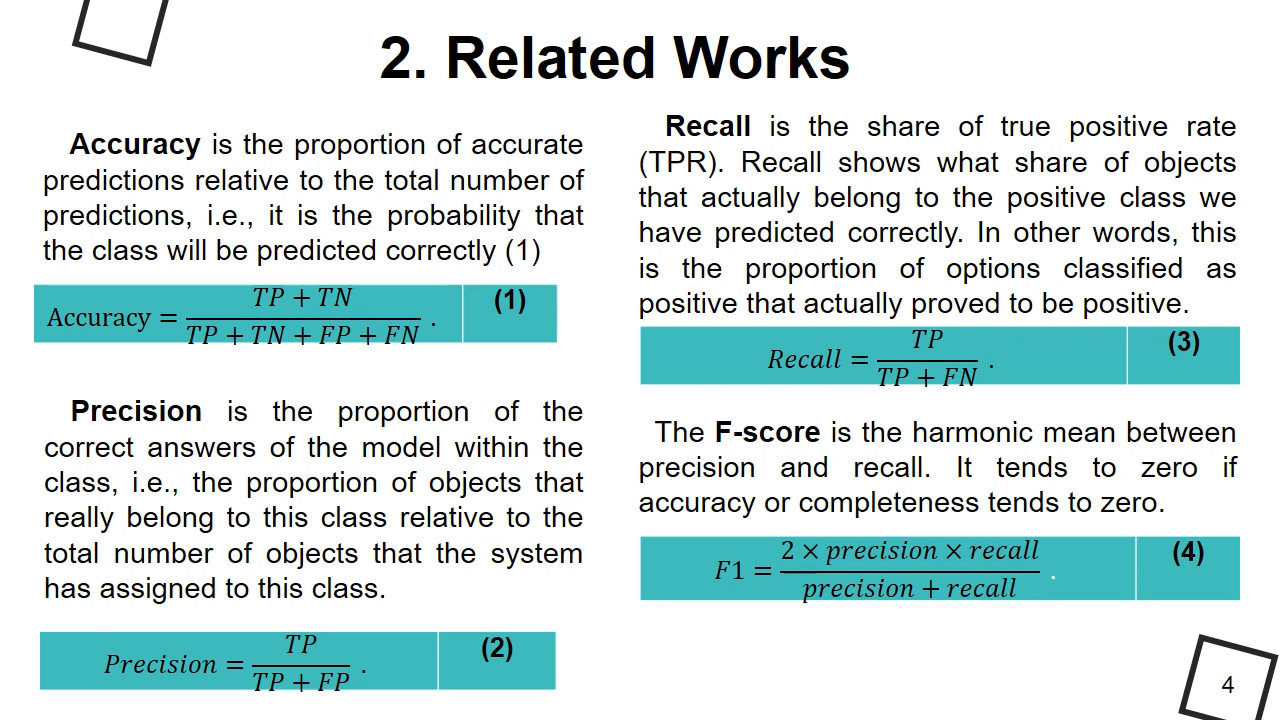 2. Related Works
Accuracy is the proportion of accurate
predictions relative to the total number of
predictions, i.e., it is the probability that
the class will be predicted correctly (1)
Accuracy = TP + TN / TP + TN + FP + FN . (1)
Precision is the proportion of the
correct answers of the model within the
class, i.e., the proportion of objects that
really belong to this class relative to the
total number of objects that the system
has assigned to this class.
Precision = TP / TP + FP . (2)
Recall is the share of true positive rate
(TPR). Recall shows what share of objects
that actually belong to the positive class we
have predicted correctly. In other words, this
is the proportion of options classified as
positive that actually proved to be positive.
Recall = TP / TP + FN . (3)
The F-score is the harmonic mean between
precision and recall. It tends to zero if
accuracy or completeness tends to zero.
F1 = 2 × precision × recall / precision + recall . (4)
4